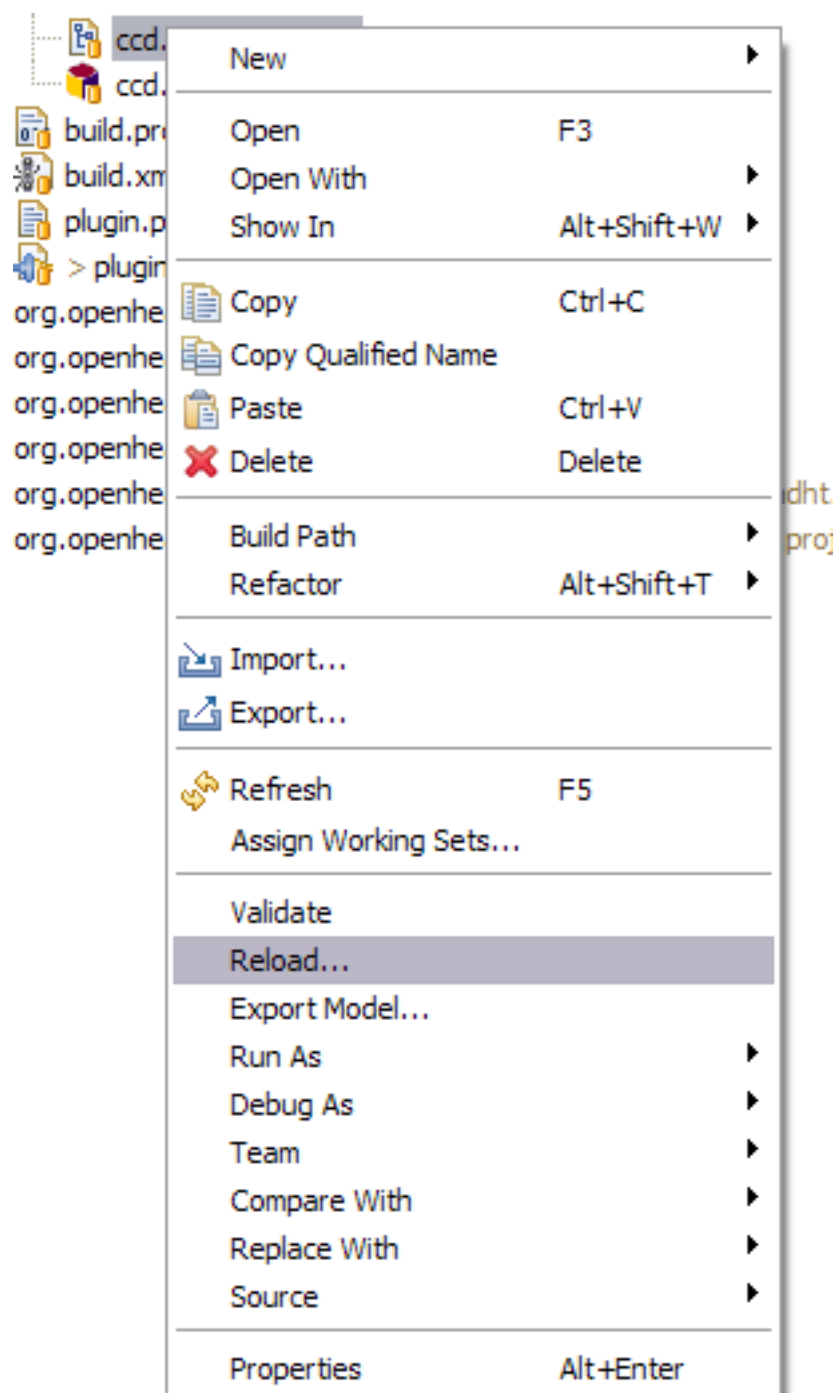 ccd.
ccd.
build.pro
build.xm
plugin.p
> plugin
org.openhe
org.openhe
org.openhe
org.openhe
org.openhe
org.openhe
New
Open F3
Open With
Show In Alt+Shift+W
Copy Ctrl+C
Copy Qualified Name
Paste Ctrl+V
Delete Delete
Build Path
Refactor Alt+Shift+T
Import...
Export...
Refresh F5
Assign Working Sets...
Validate
Reload...
Export Model...
Run As
Debug As
Team
Compare With
Replace With
Source
Properties Alt+Enter
dht.
proj